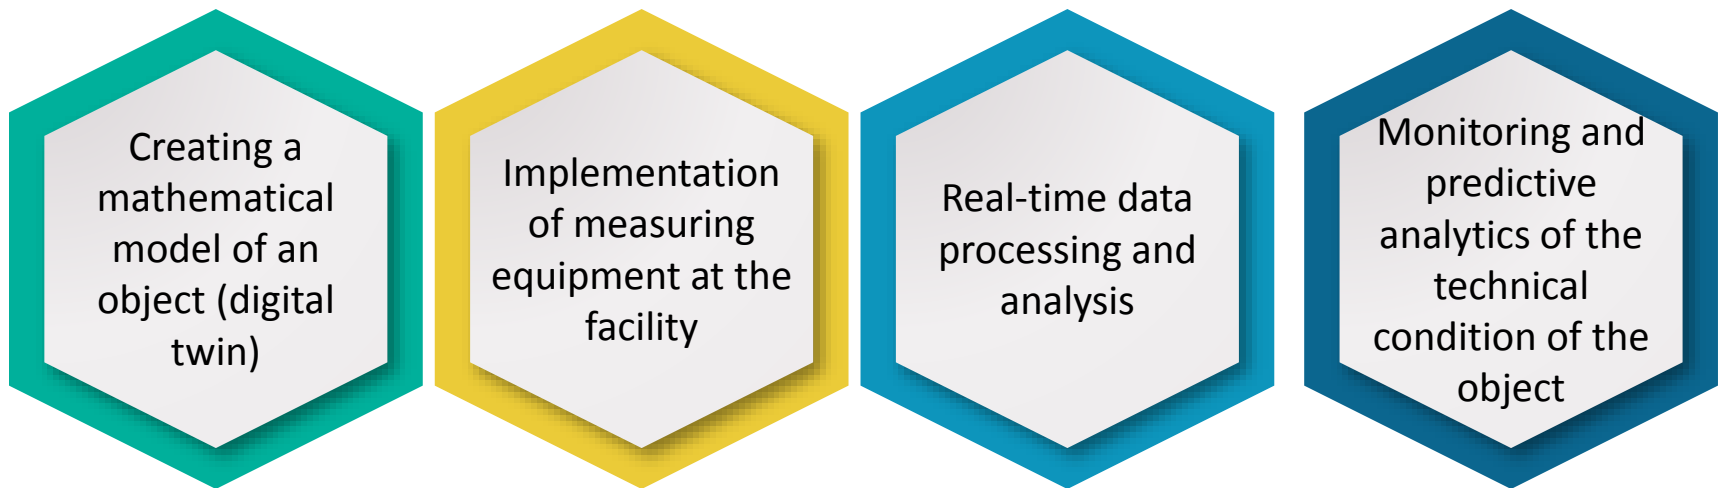 Creating a
mathematical
model of an
object (digital
twin)
Implementation
of measuring
equipment at the
facility
Real-time data
processing and
analysis
Monitoring and
predictive
analytics of the
technical
condition of the
object